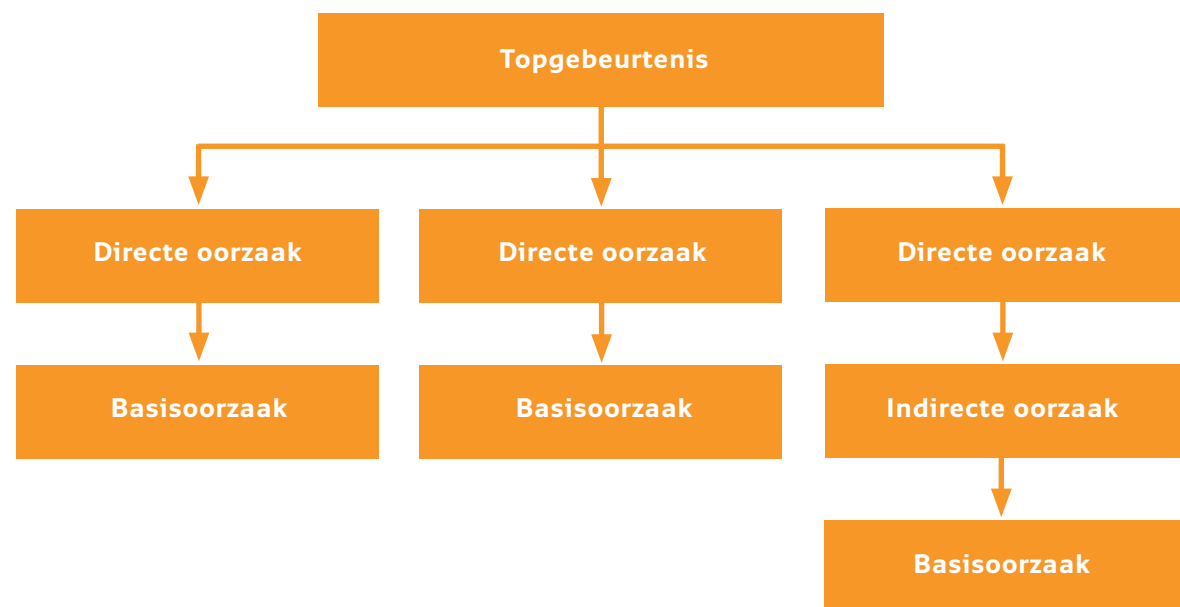 Topgebeurtenis
Directe oorzaak
Directe oorzaak
Directe oorzaak
Basisoorzaak
Basisoorzaak
Indirecte oorzaak
Basisoorzaak